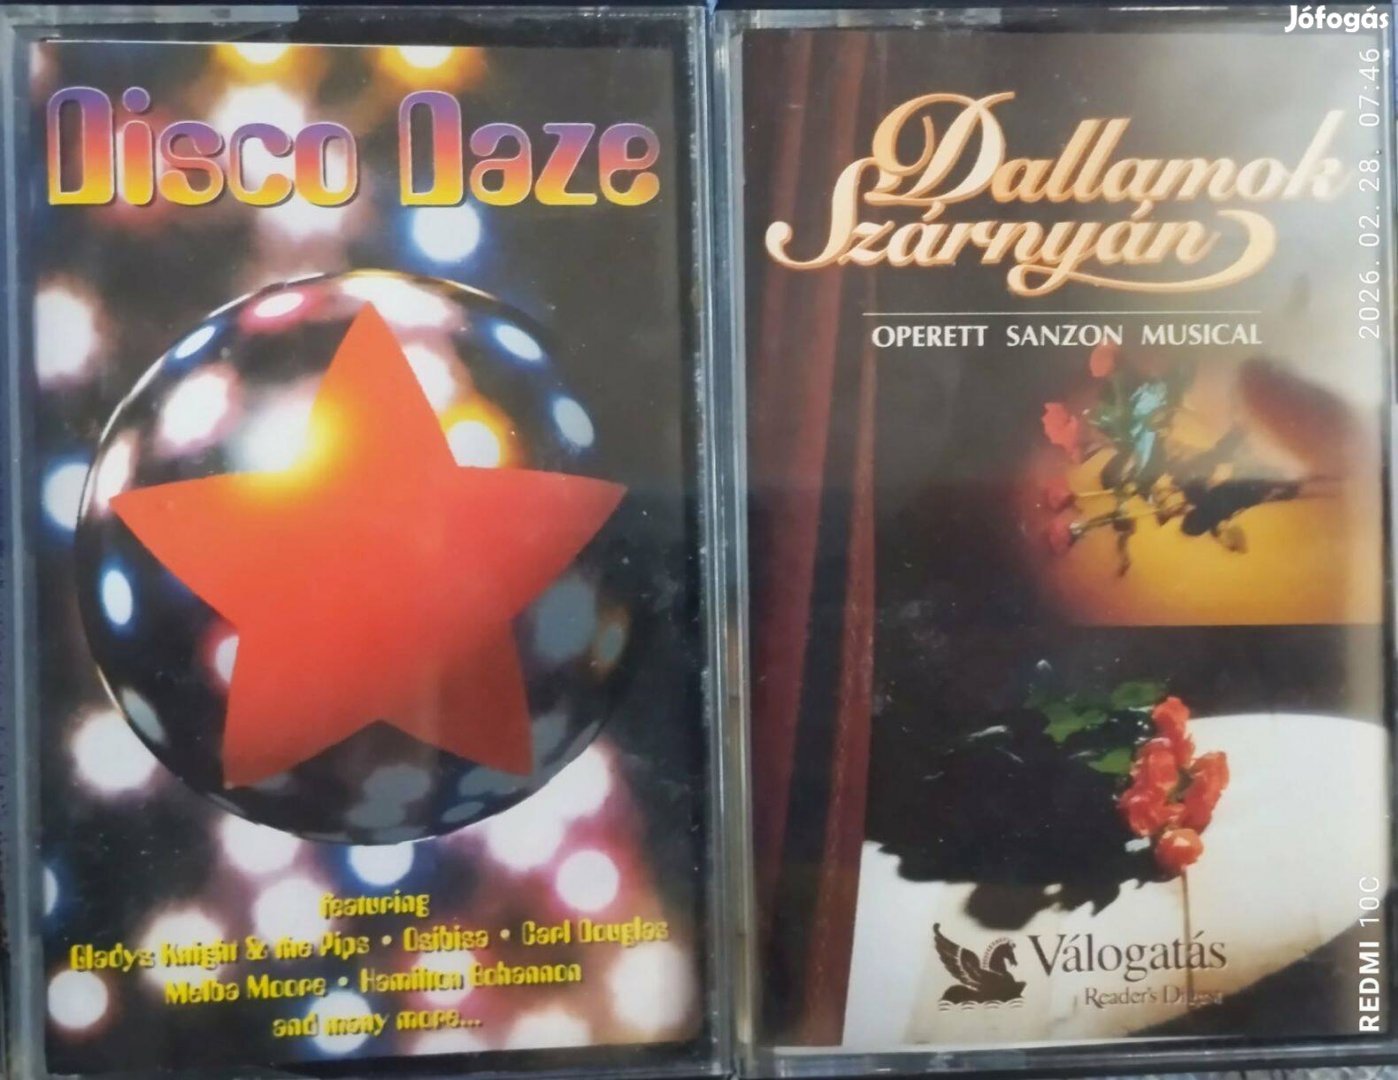 Disco Daze
featuring
Gladys Knight & the Pips • Osibisa • Carl Douglas
Melba Moore • Hamilton Bohannon
and many more...
Dallamok
Szárnyán
OPERETT SANZON MUSICAL
Válogatás
Reader's Digest
Jófogás
2026. 02. 28. 07:46
REDMI 10C